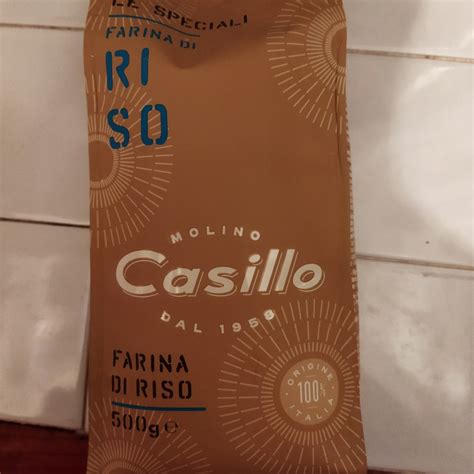 LE SPECIALI
FARINA DI
RI
SO
MOLINO
Casillo
DAL 1958
FARINA
DI RISO
500g e
ORIGINE
100%
ITALIA